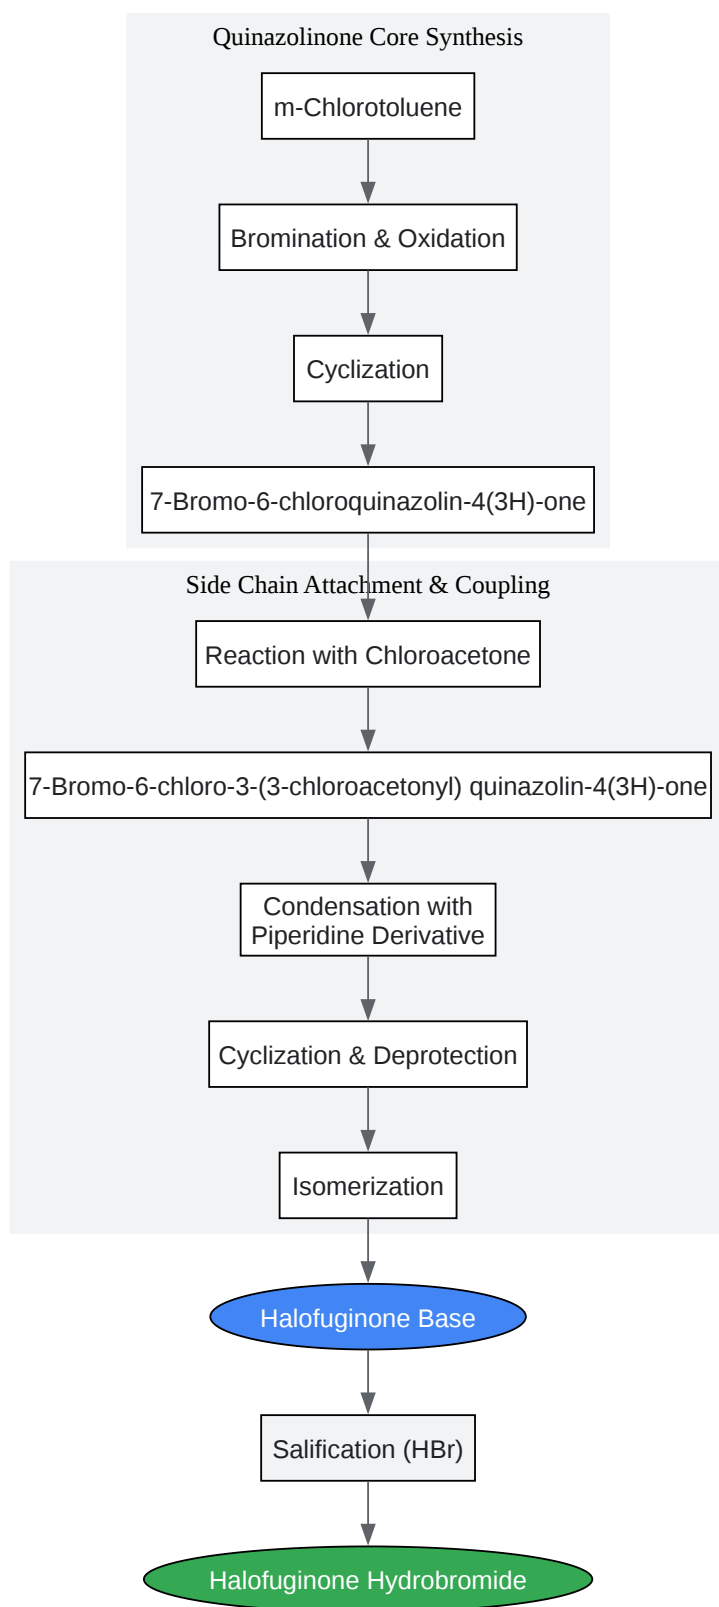 Quinazolinone Core Synthesis
m-Chlorotoluene
Bromination & Oxidation
Cyclization
7-Bromo-6-chloroquinazolin-4(3H)-one
Side Chain Attachment & Coupling
Reaction with Chloroacetone
7-Bromo-6-chloro-3-(3-chloroacetonyl) quinazolin-4(3H)-one
Condensation with
Piperidine Derivative
Cyclization & Deprotection
Isomerization
Halofuginone Base
Salification (HBr)
Halofuginone Hydrobromide